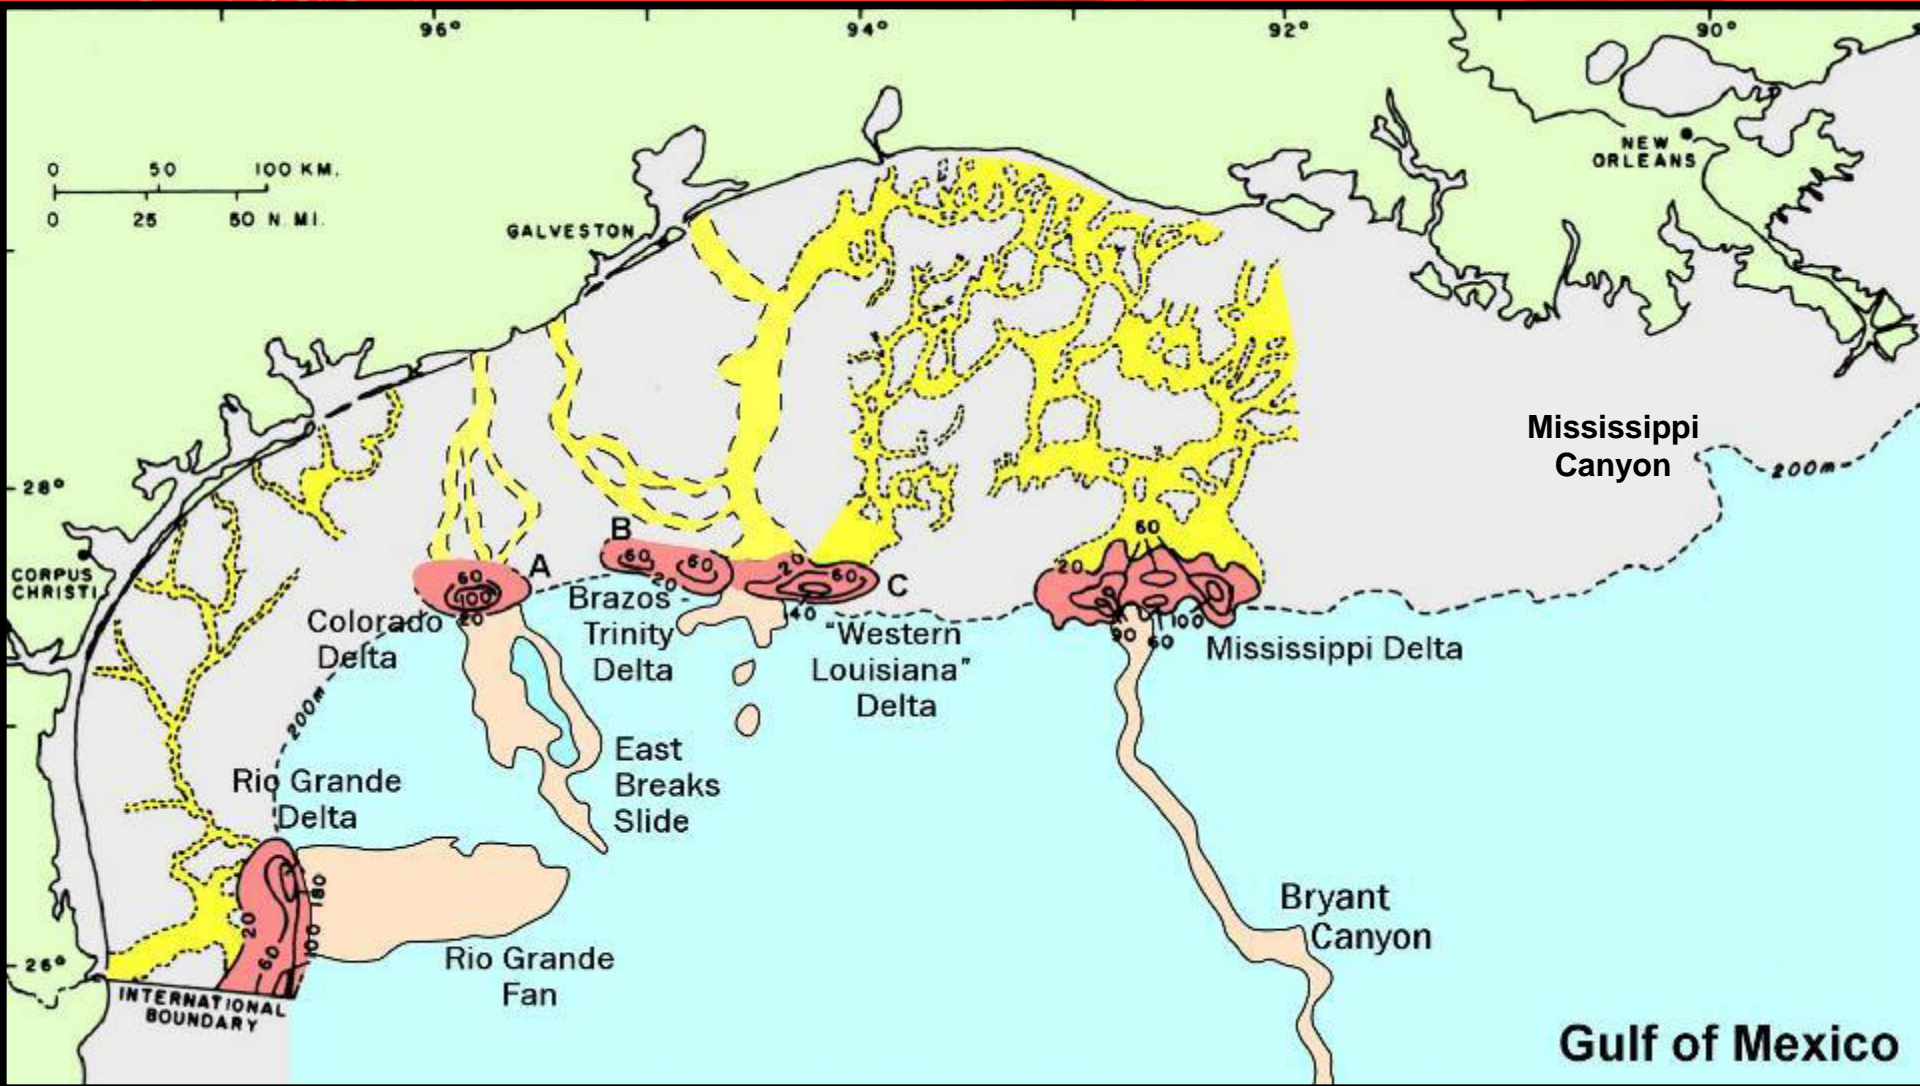 96°
94°
92°
90°
0 50 100 KM.
0 25 50 N. MI.
GALVESTON
NEW
ORLEANS
Mississippi
Canyon
200m
28°
CORPUS
CHRISTI
A
B
C
60
100
20
60
60
20
20
60
40
60
20
90
60
100
Colorado
Delta
Brazos
Trinity
Delta
"Western
Louisiana"
Delta
Mississippi Delta
200m
East
Breaks
Slide
Rio Grande
Delta
180
20
100
60
Rio Grande
Fan
Bryant
Canyon
26°
INTERNATIONAL
BOUNDARY
Gulf of Mexico